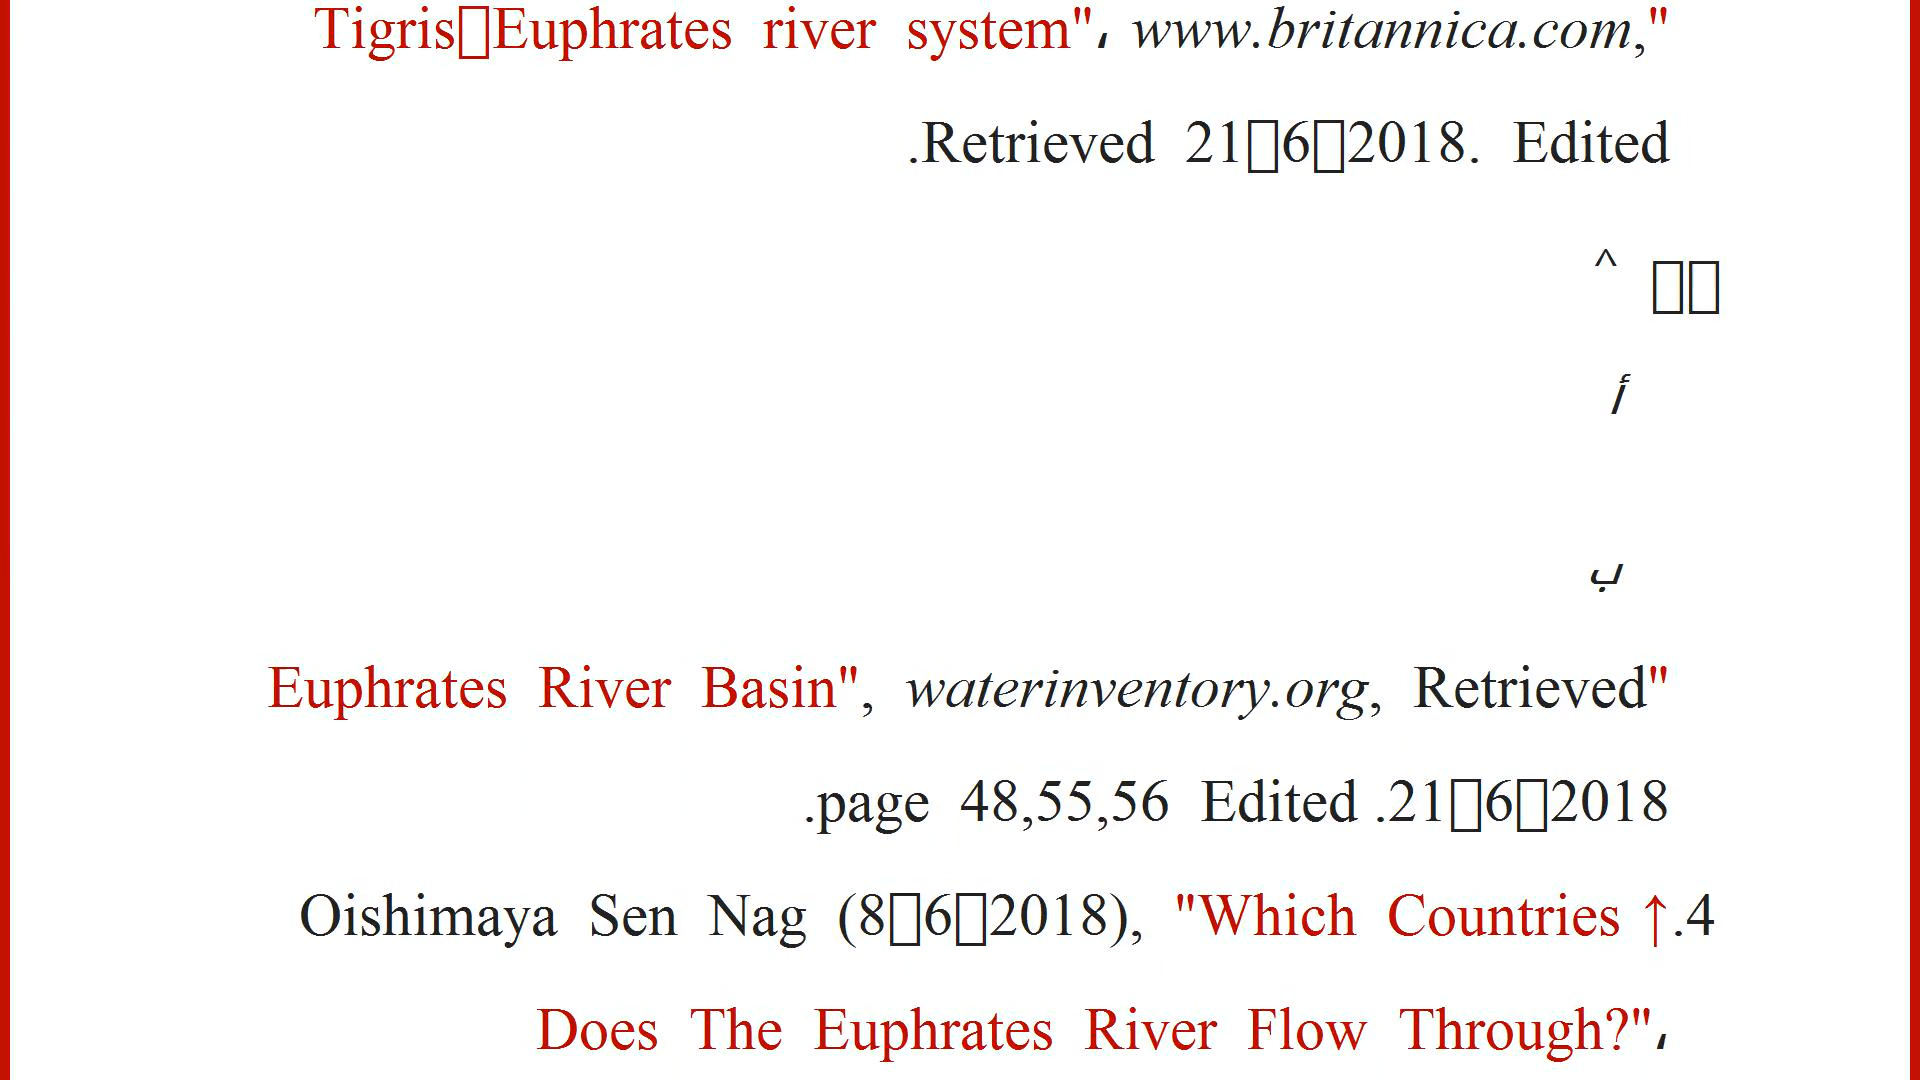 "Tigris□Euphrates river system"، www.britannica.com,
Retrieved 21□6□2018. Edited.
□□ ^
أ
ب
"Euphrates River Basin", waterinventory.org, Retrieved
21□6□2018. page 48,55,56 Edited.
4.↑ Oishimaya Sen Nag (8□6□2018), "Which Countries
Does The Euphrates River Flow Through?"،